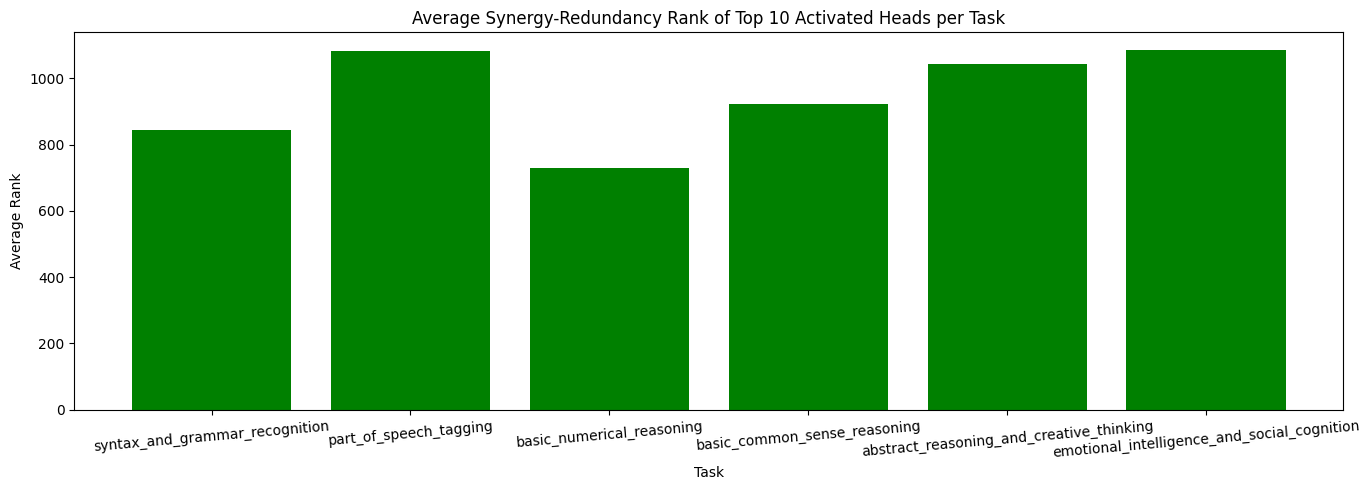 Average Synergy-Redundancy Rank of Top 10 Activated Heads per Task
Average Rank
1000
800
600
400
200
0
syntax_and_grammar_recognition
part_of_speech_tagging
basic_numerical_reasoning
basic_common_sense_reasoning
abstract_reasoning_and_creative_thinking
emotional_intelligence_and_social_cognition
Task